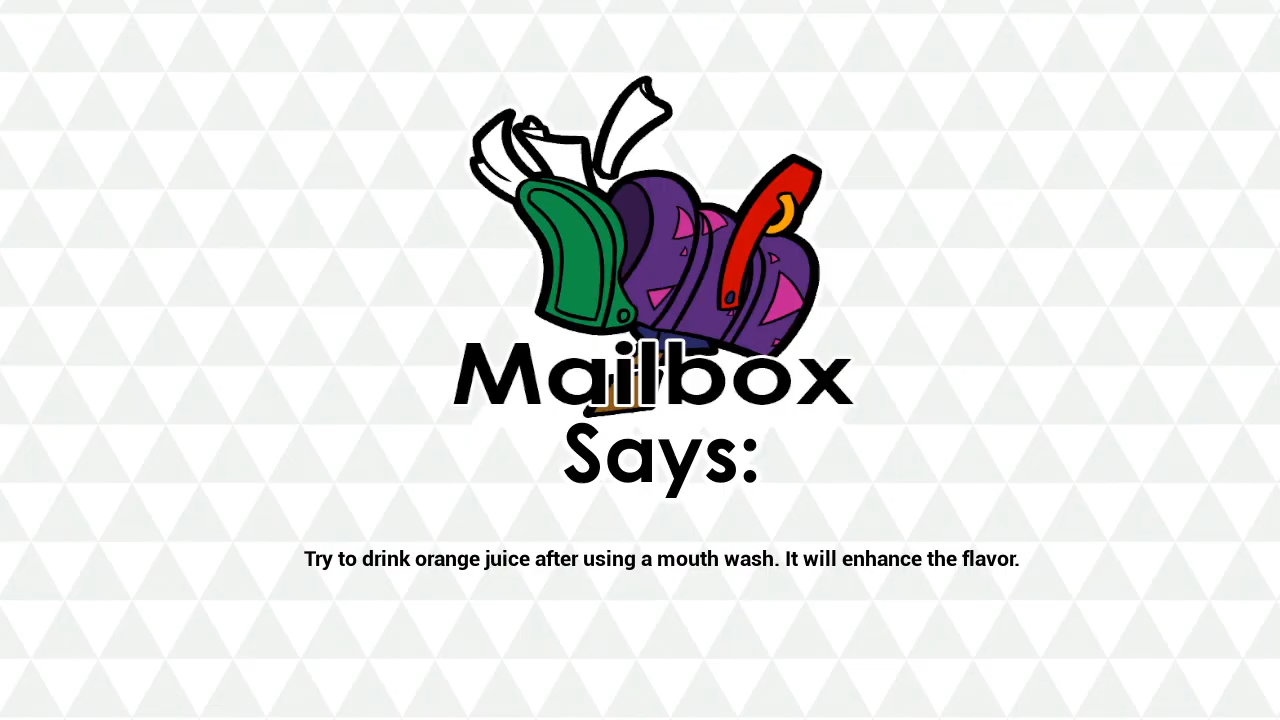 Mailbox
Says:
Try to drink orange juice after using a mouth wash. It will enhance the flavor.